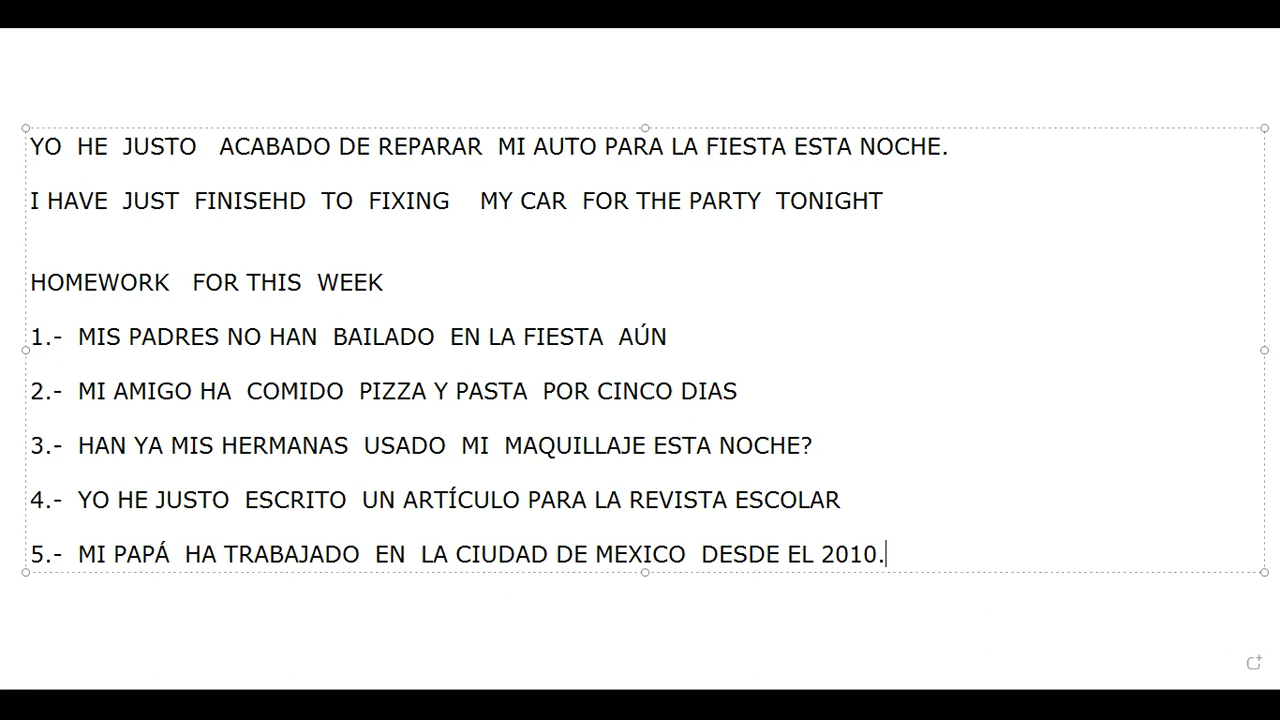 YO HE JUSTO ACABADO DE REPARAR MI AUTO PARA LA FIESTA ESTA NOCHE.
I HAVE JUST FINISEHD TO FIXING MY CAR FOR THE PARTY TONIGHT
HOMEWORK FOR THIS WEEK
1.- MIS PADRES NO HAN BAILADO EN LA FIESTA AÚN
2.- MI AMIGO HA COMIDO PIZZA Y PASTA POR CINCO DIAS
3.- HAN YA MIS HERMANAS USADO MI MAQUILLAJE ESTA NOCHE?
4.- YO HE JUSTO ESCRITO UN ARTÍCULO PARA LA REVISTA ESCOLAR
5.- MI PAPÁ HA TRABAJADO EN LA CIUDAD DE MEXICO DESDE EL 2010.